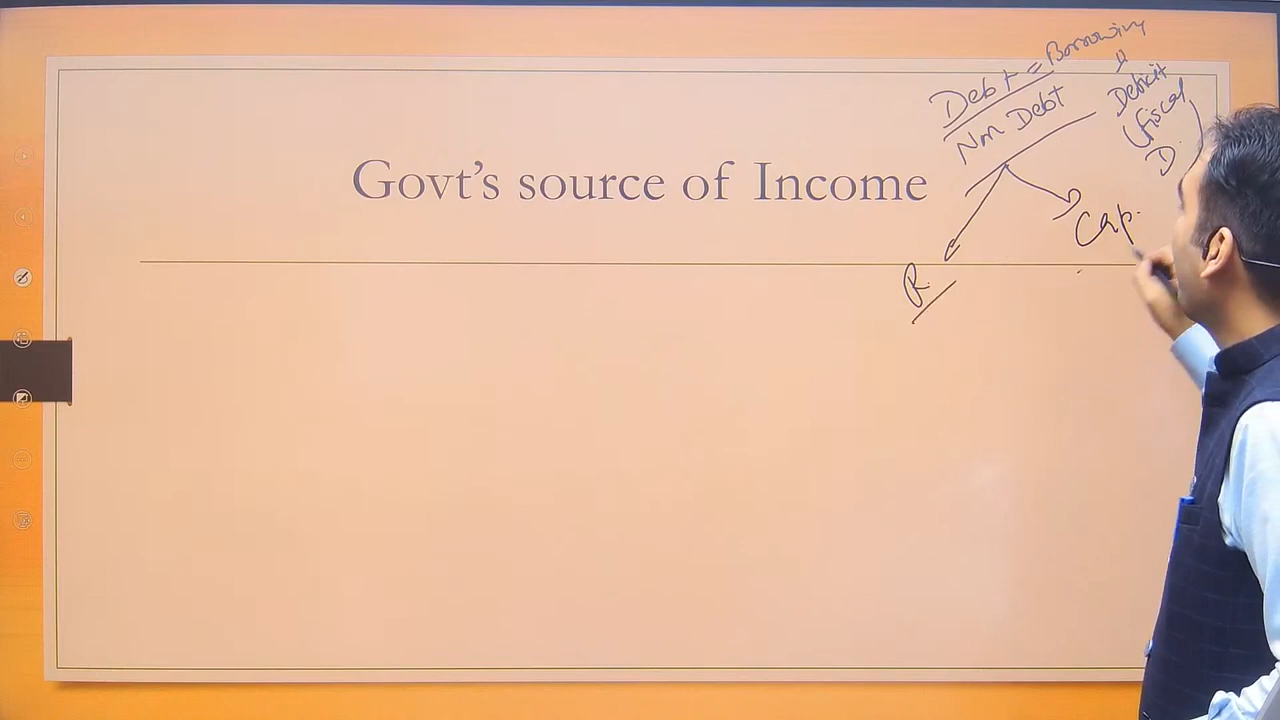 Debt = Borrowing
Non Debt
Deficit
(fiscal
D.)
Govt's source of Income
Cap.
R.